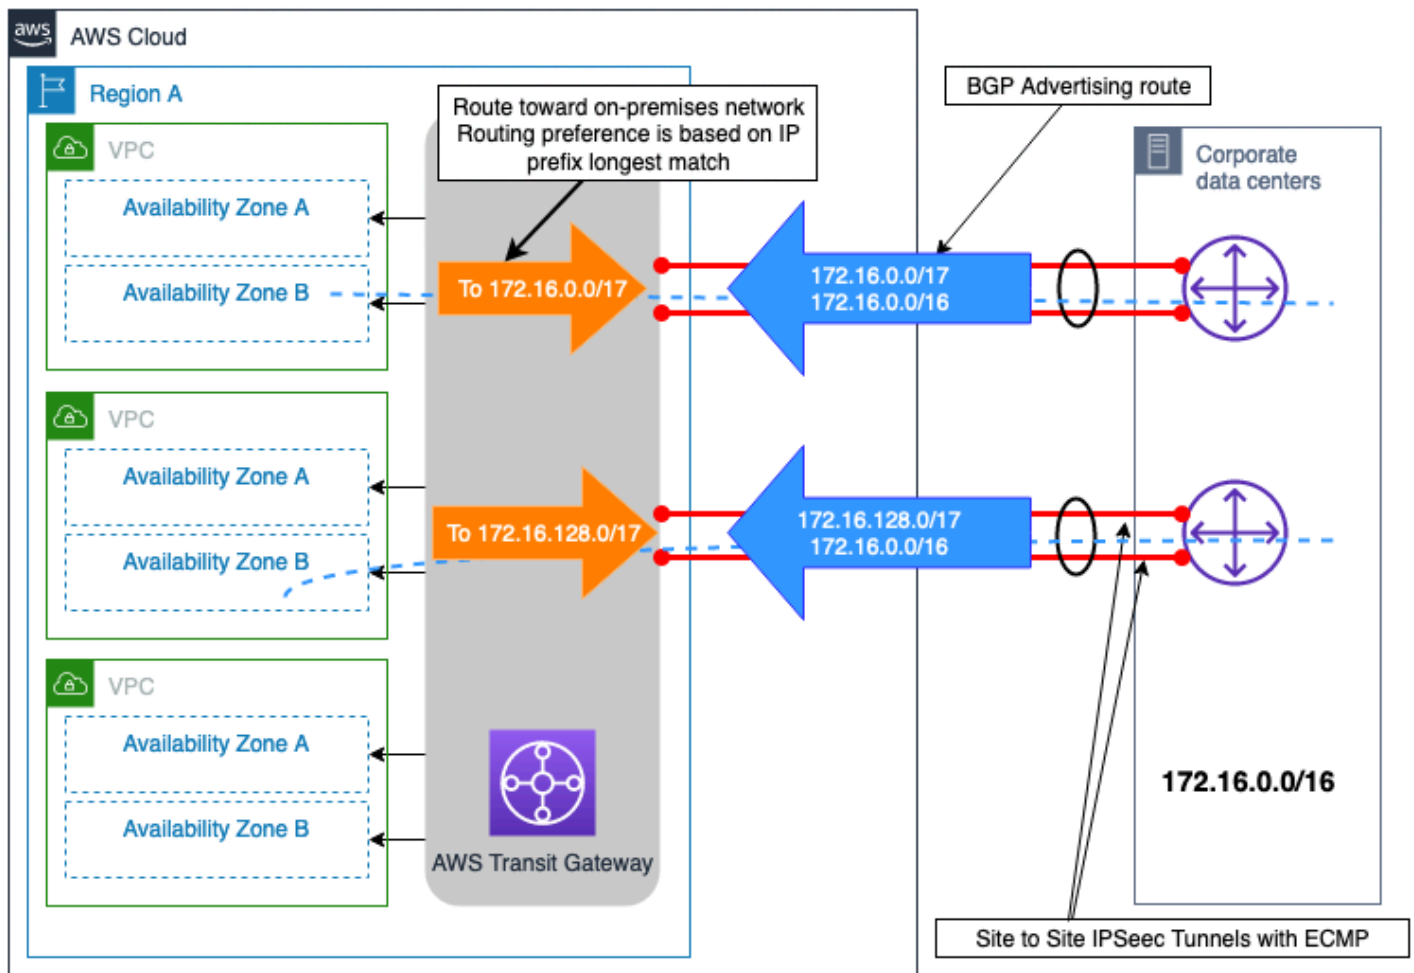 aws
AWS Cloud
Region A
Route toward on-premises network
Routing preference is based on IP
prefix longest match
BGP Advertising route
VPC
Availability Zone A
Availability Zone B
Corporate
data centers
To 172.16.0.0/17
172.16.0.0/17
172.16.0.0/16
VPC
Availability Zone A
Availability Zone B
To 172.16.128.0/17
172.16.128.0/17
172.16.0.0/16
VPC
Availability Zone A
Availability Zone B
AWS Transit Gateway
172.16.0.0/16
Site to Site IPSeec Tunnels with ECMP